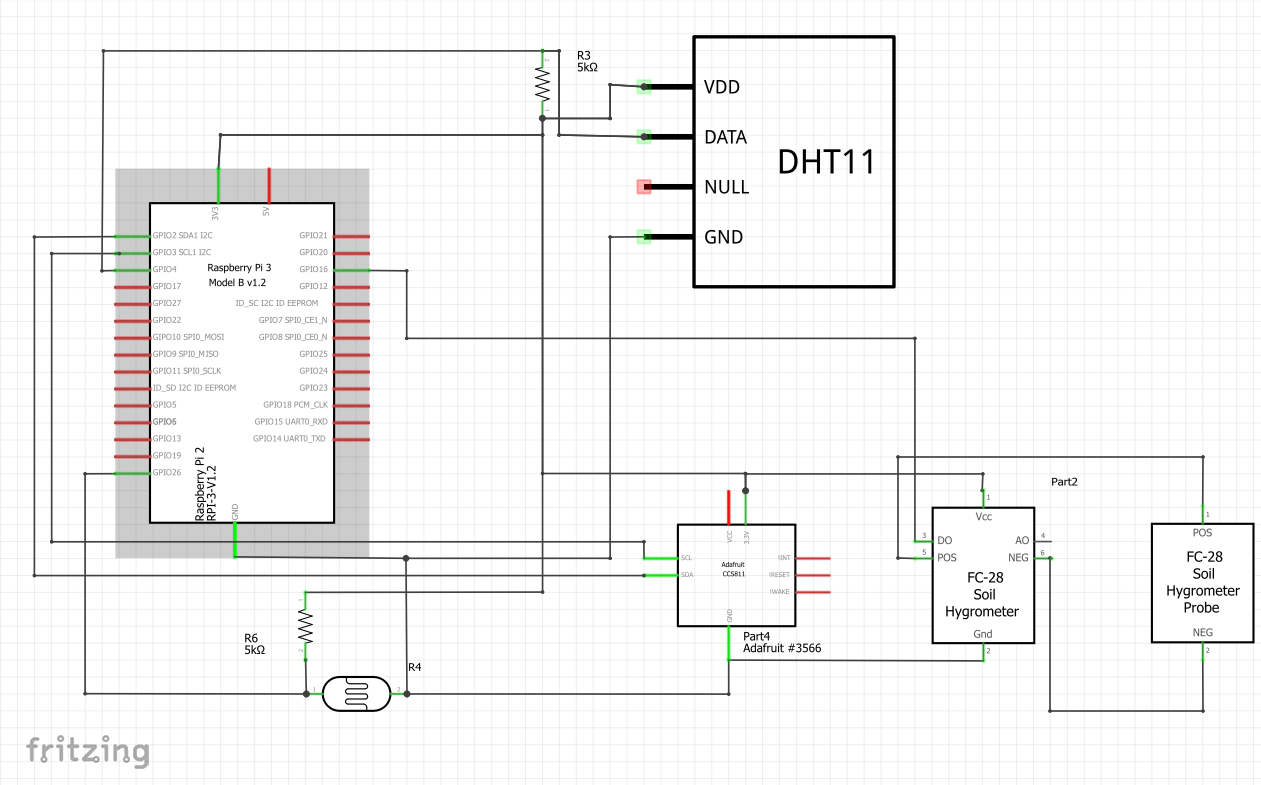 R3
5kΩ
2
1
VDD
DATA
NULL
GND
DHT11
3V3
5V
GPIO2 SDA1 I2C
GPIO3 SCL1 I2C
GPIO4
GPIO17
GPIO27
GPIO22
GIPO10 SPI0_MOSI
GPIO9 SPI0_MISO
GPIO11 SPI0_SCLK
ID_SD I2C ID EEPROM
GPIO5
GPIO6
GPIO13
GPIO19
GPIO26
Raspberry Pi 3
Model B v1.2
GPIO21
GPIO20
GPIO16
GPIO12
ID_SC I2C ID EEPROM
GPIO7 SPI0_CE1_N
GPIO8 SPI0_CE0_N
GPIO25
GPIO24
GPIO23
GPIO18 PCM_CLK
GPIO15 UART0_RXD
GPIO14 UART0_TXD
Raspberry Pi 2
RPI-3-V1.2
GND
R6
5kΩ
1
2
R4
1
2
VCC
3.3V
SCL
SDA
Adafruit
CCS811
!INT
!RESET
!WAKE
GND
Part4
Adafruit #3566
Part2
1
Vcc
3
DO
5
POS
AO
4
NEG
6
FC-28
Soil
Hygrometer
Gnd
2
1
POS
FC-28
Soil
Hygrometer
Probe
NEG
2
fritzing